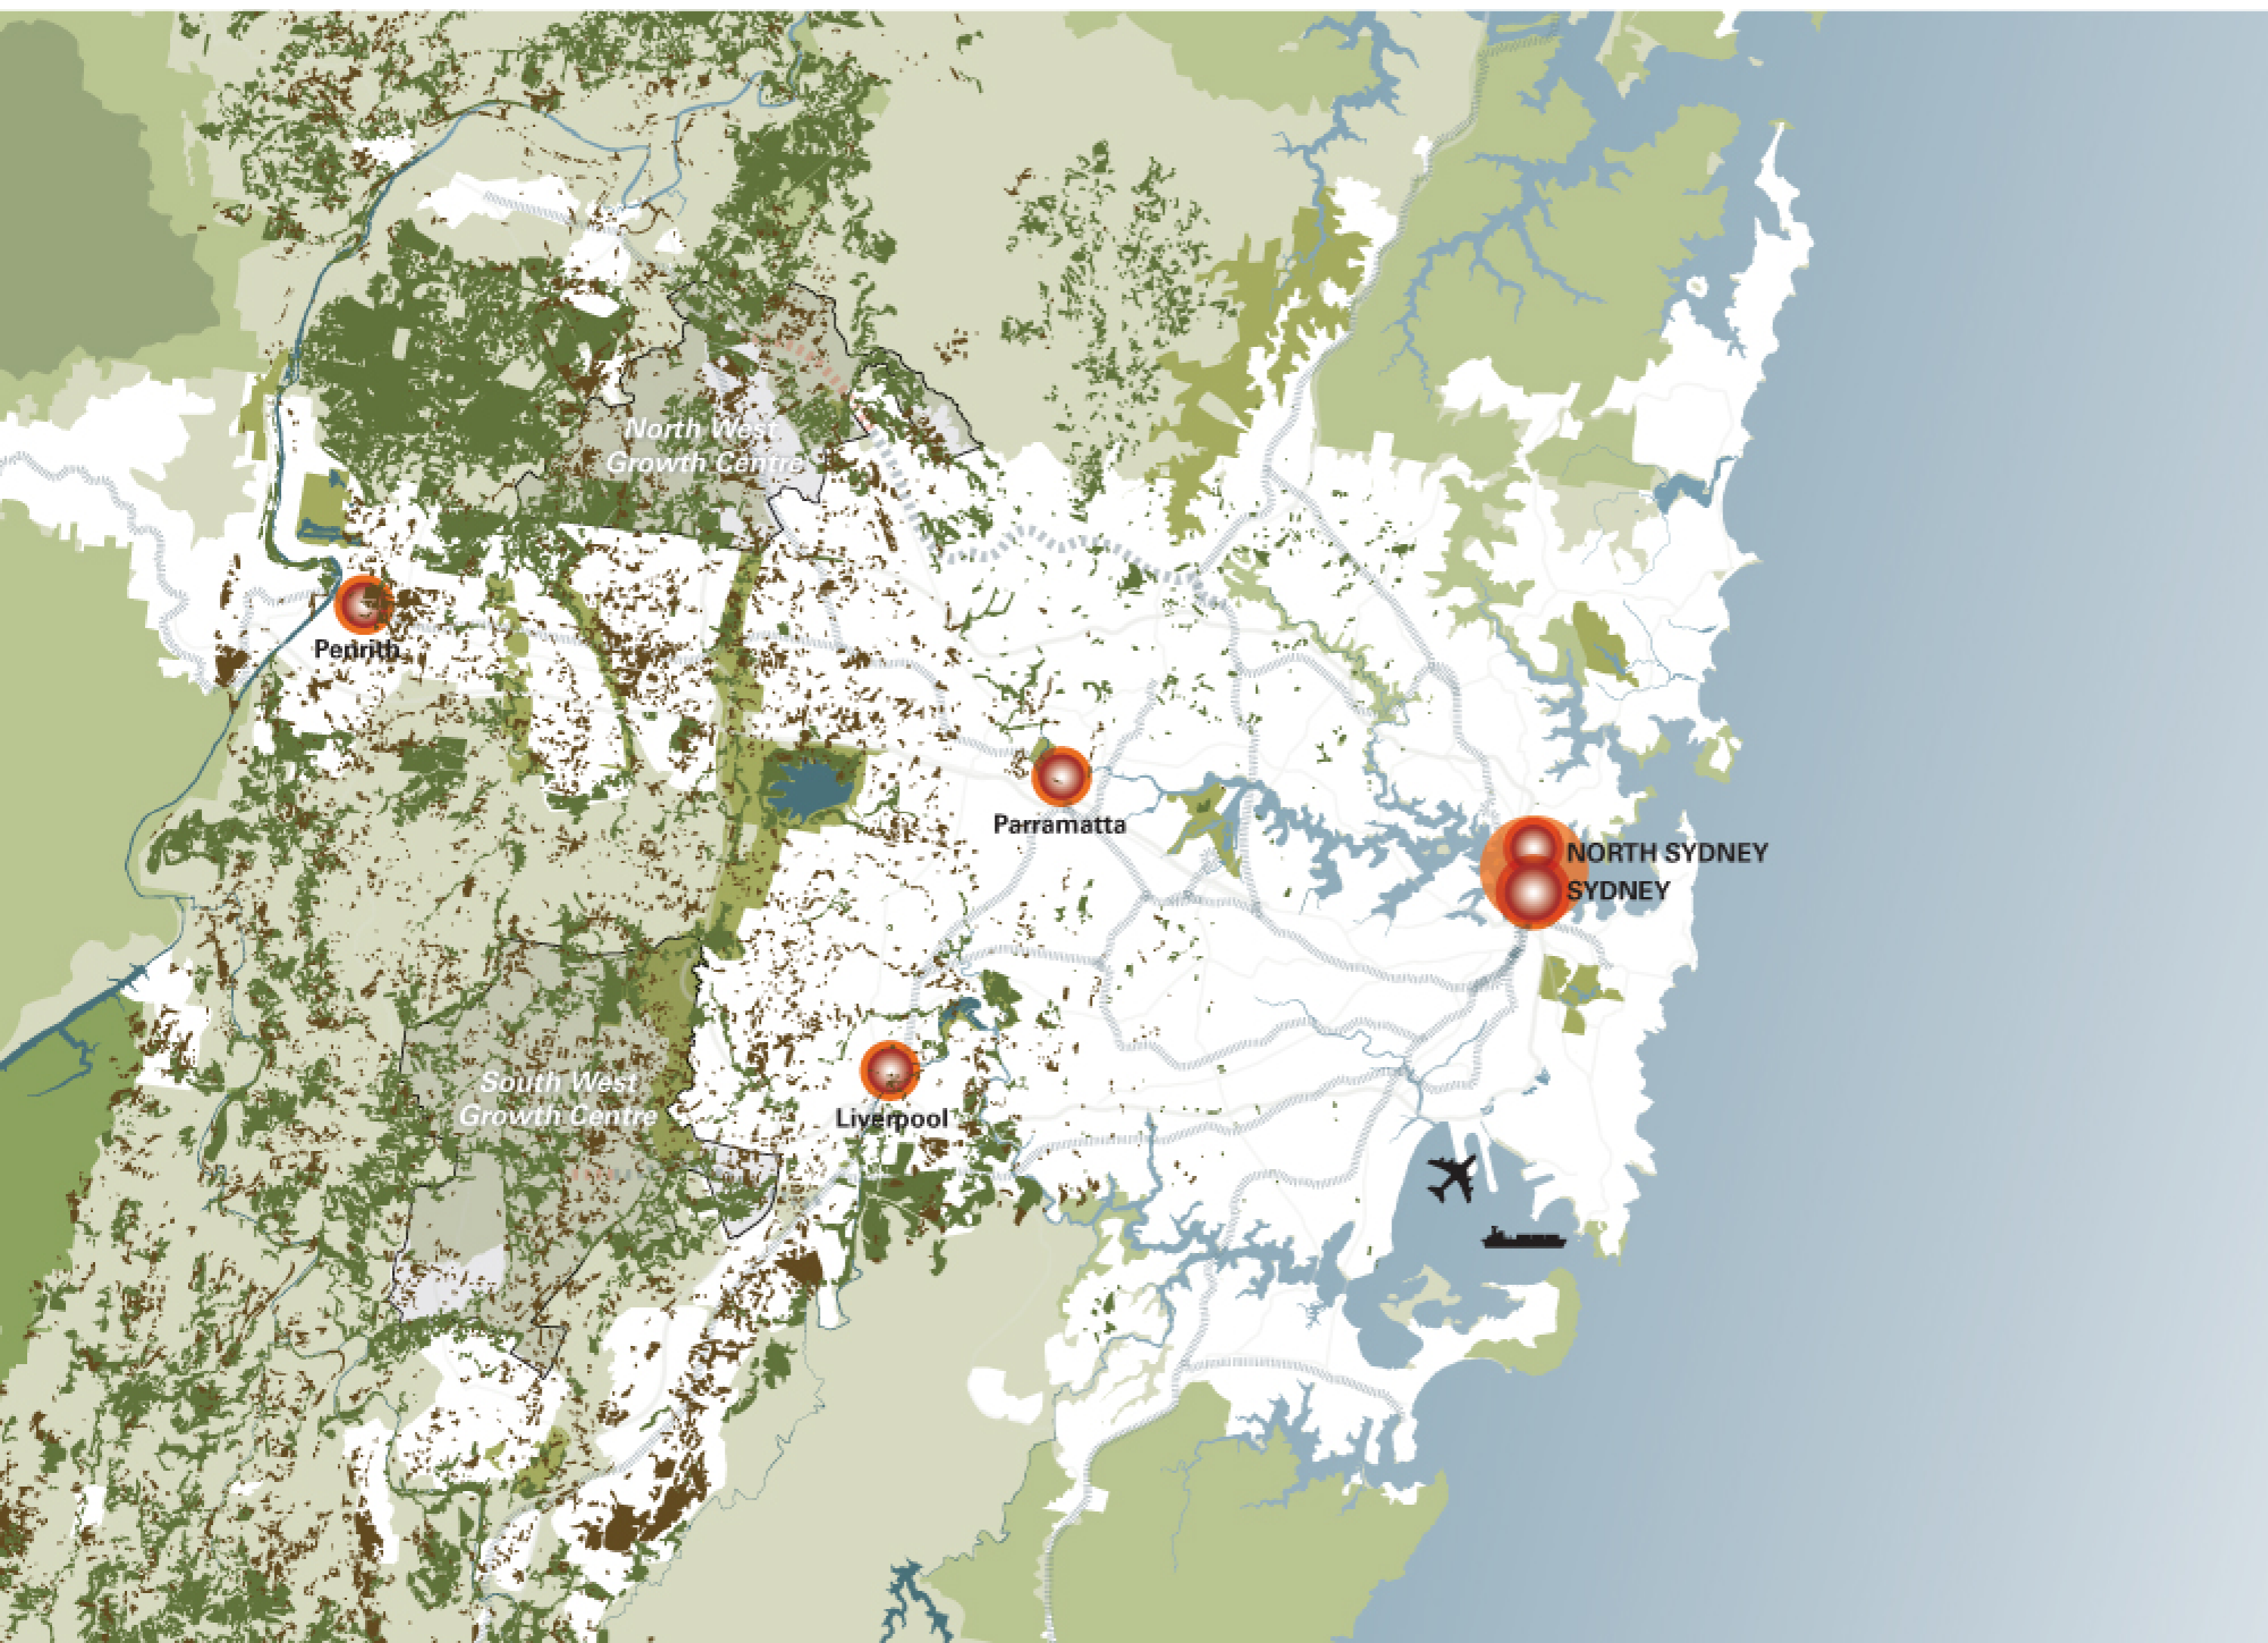 North West
Growth Centre
Penrith
Parramatta
NORTH SYDNEY
SYDNEY
South West
Growth Centre
Liverpool